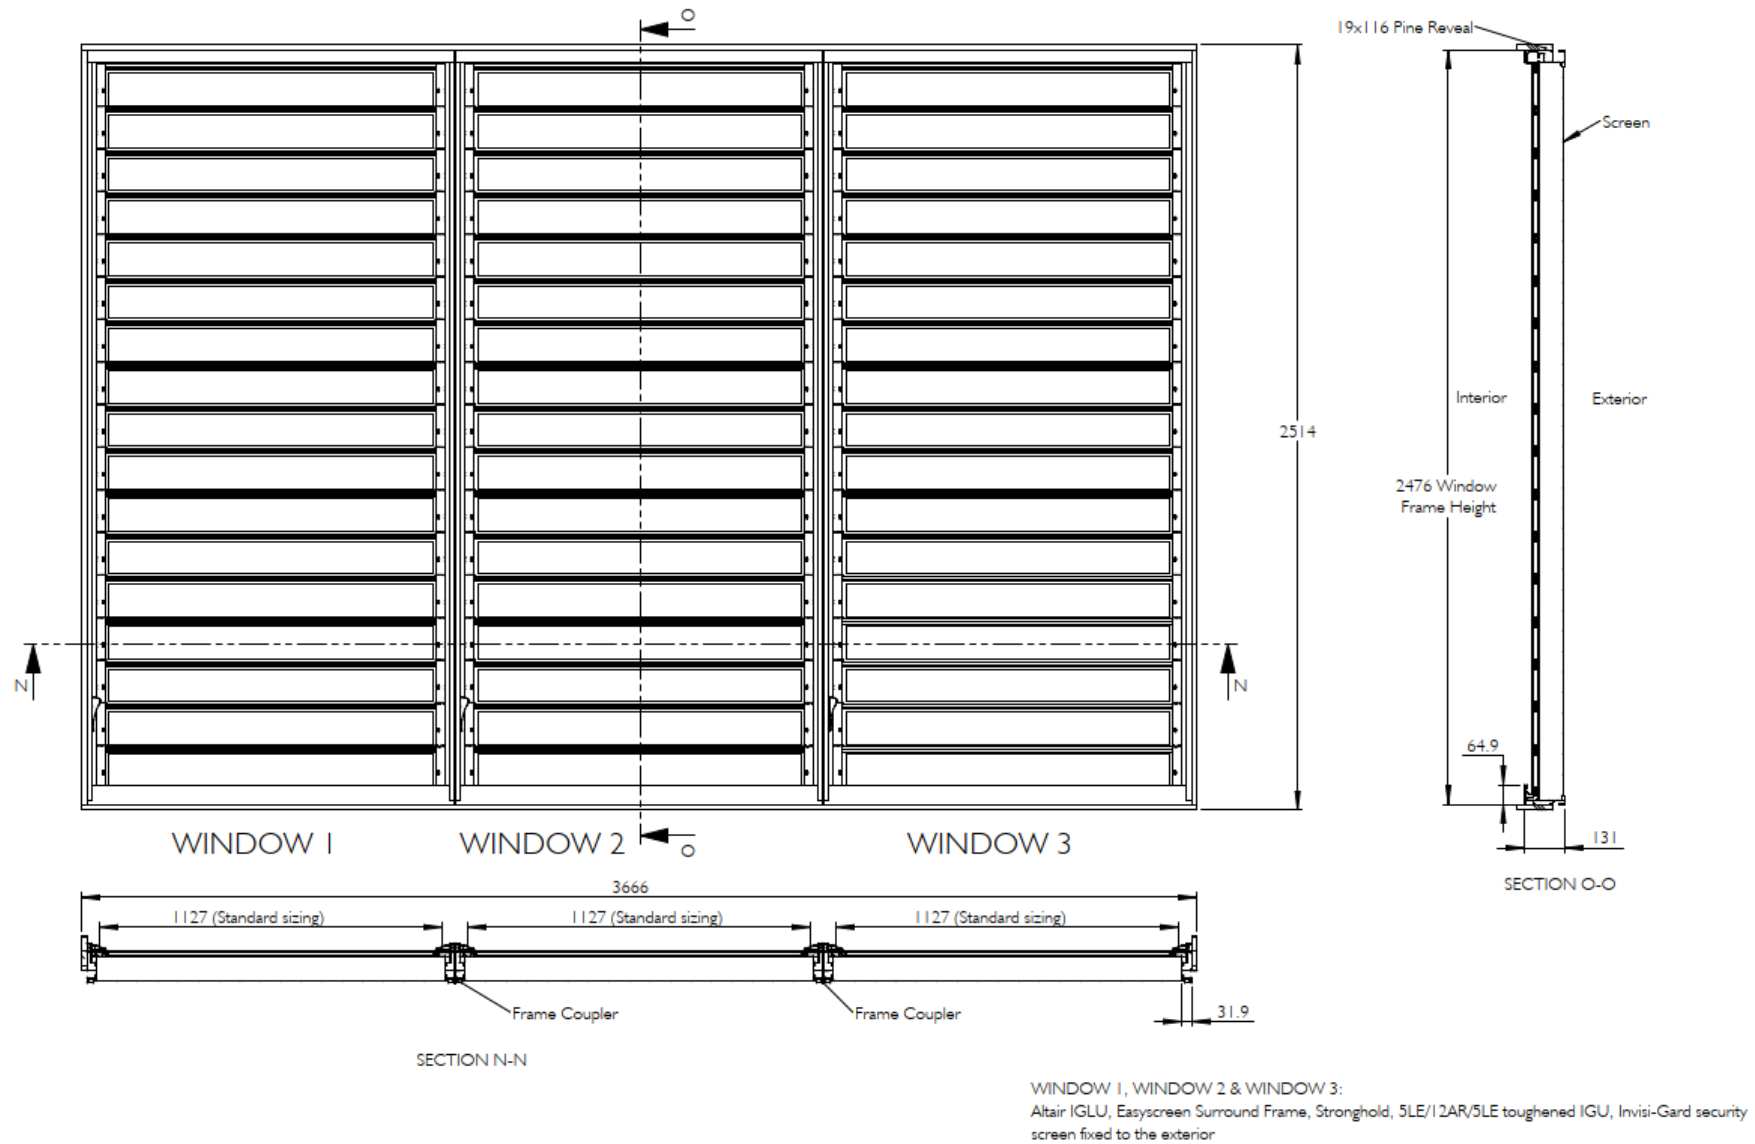 O
19x116 Pine Reveal
Screen
Interior
Exterior
2514
2476 Window
Frame Height
N
N
64.9
WINDOW 1
WINDOW 2
O
WINDOW 3
131
SECTION O-O
3666
1127 (Standard sizing)
1127 (Standard sizing)
1127 (Standard sizing)
Frame Coupler
Frame Coupler
31.9
SECTION N-N
WINDOW 1, WINDOW 2 & WINDOW 3:
Altair IGLU, Easyscreen Surround Frame, Stronghold, 5LE/12AR/5LE toughened IGU, Invisi-Gard security
screen fixed to the exterior